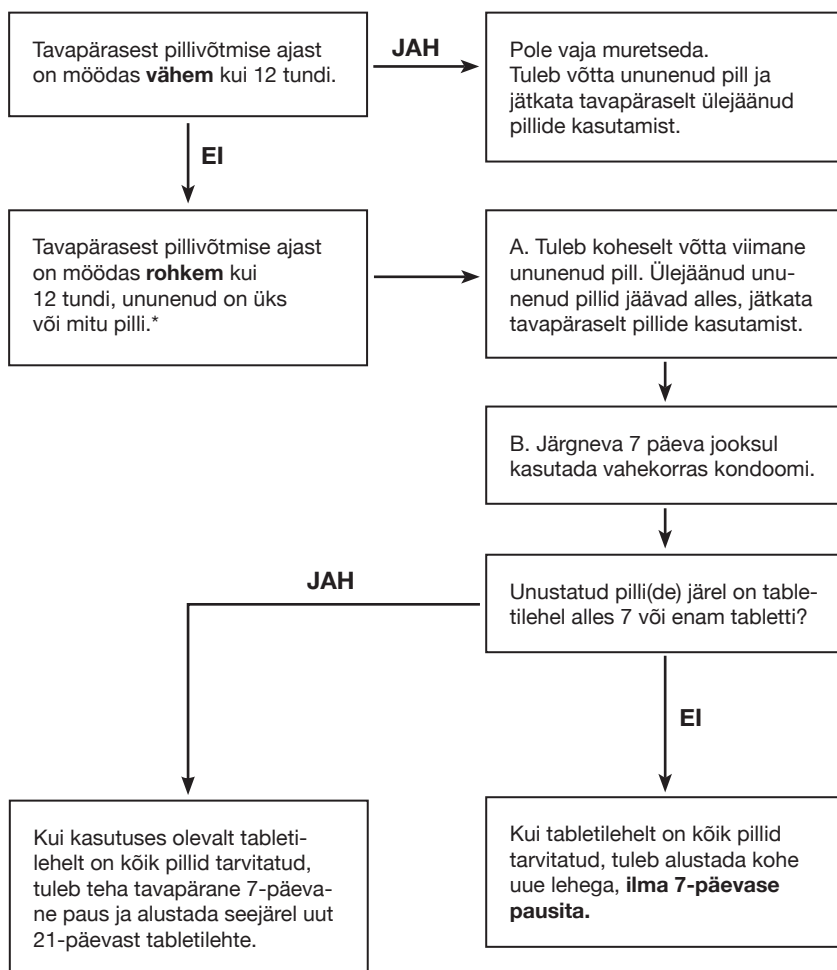 Tavapärasest pillivõtmise ajast
on möödas vähem kui 12 tundi.
JAH
Pole vaja muretseda.
Tuleb võtta ununenud pill ja
jätkata tavapäraselt ülejäänud
pillide kasutamist.
EI
Tavapärasest pillivõtmise ajast
on möödas rohkem kui
12 tundi, ununenud on üks
või mitu pilli.*
A. Tuleb koheselt võtta viimane
ununenud pill. Ülejäänud unu-
nenud pillid jäävad alles, jätkata
tavapäraselt pillide kasutamist.
B. Järgneva 7 päeva jooksul
kasutada vahekorras kondoomi.
Unustatud pilli(de) järel on table-
tilehel alles 7 või enam tabletti?
JAH
EI
Kui kasutuses olevalt tableti-
lehelt on kõik pillid tarvitatud,
tuleb teha tavapärane 7-päeva-
ne paus ja alustada seejärel uut
21-päevast tabletilehte.
Kui tabletilehelt on kõik pillid
tarvitatud, tuleb alustada kohe
uue lehega, ilma 7-päevase
pausita.